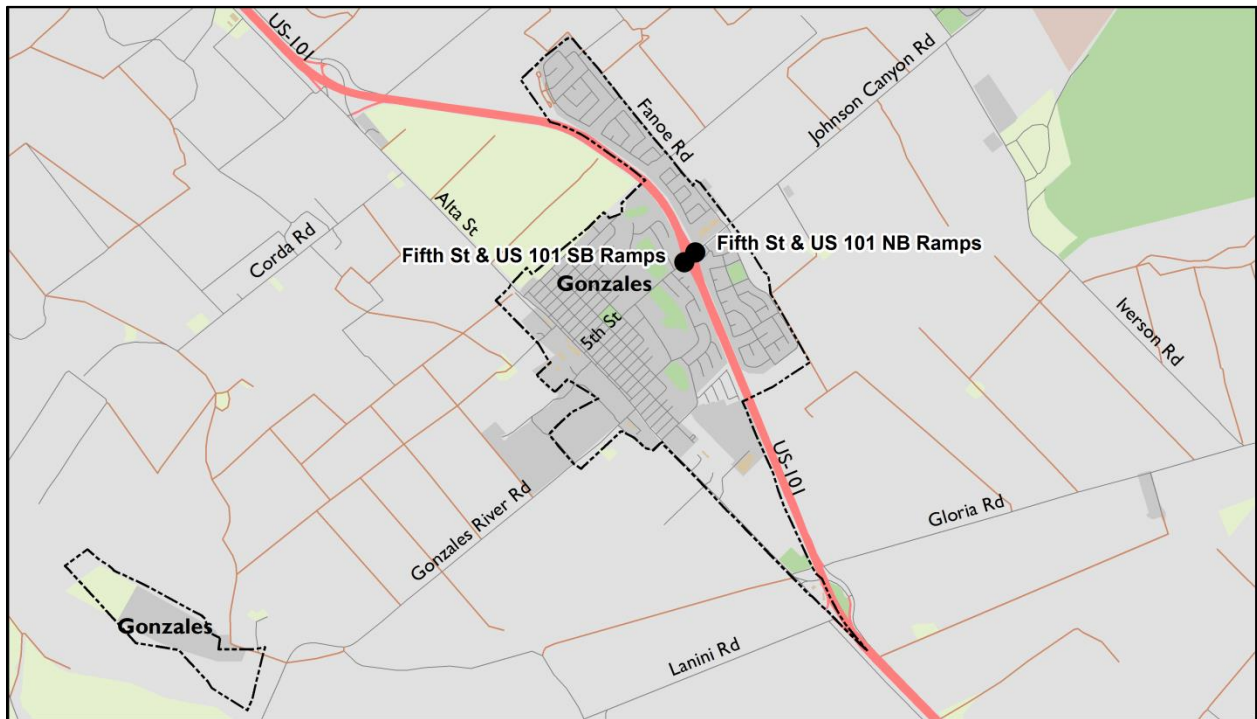 US-101
Fanoe Rd
Johnson Canyon Rd
Alta St
Corda Rd
Fifth St & US 101 NB Ramps
Fifth St & US 101 SB Ramps
Gonzales
5th St
Iverson Rd
US-101
Gloria Rd
Gonzales River Rd
Gonzales
Lanini Rd